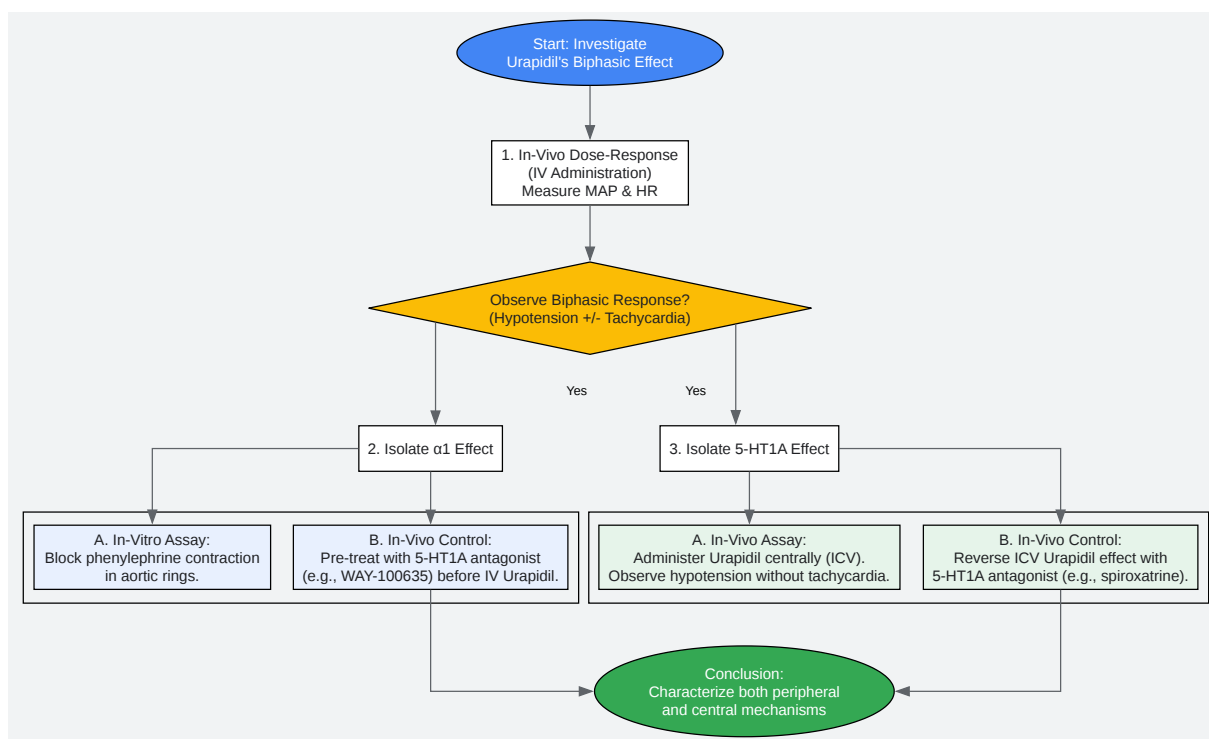 Start: Investigate
Urapidil's Biphasic Effect
1. In-Vivo Dose-Response
(IV Administration)
Measure MAP & HR
Observe Biphasic Response?
(Hypotension +/- Tachycardia)
Yes
Yes
2. Isolate α1 Effect
3. Isolate 5-HT1A Effect
A. In-Vitro Assay:
Block phenylephrine contraction
in aortic rings.
B. In-Vivo Control:
Pre-treat with 5-HT1A antagonist
(e.g., WAY-100635) before IV Urapidil.
A. In-Vivo Assay:
Administer Urapidil centrally (ICV).
Observe hypotension without tachycardia.
B. In-Vivo Control:
Reverse ICV Urapidil effect with
5-HT1A antagonist (e.g., spiroxatrine).
Conclusion:
Characterize both peripheral
and central mechanisms